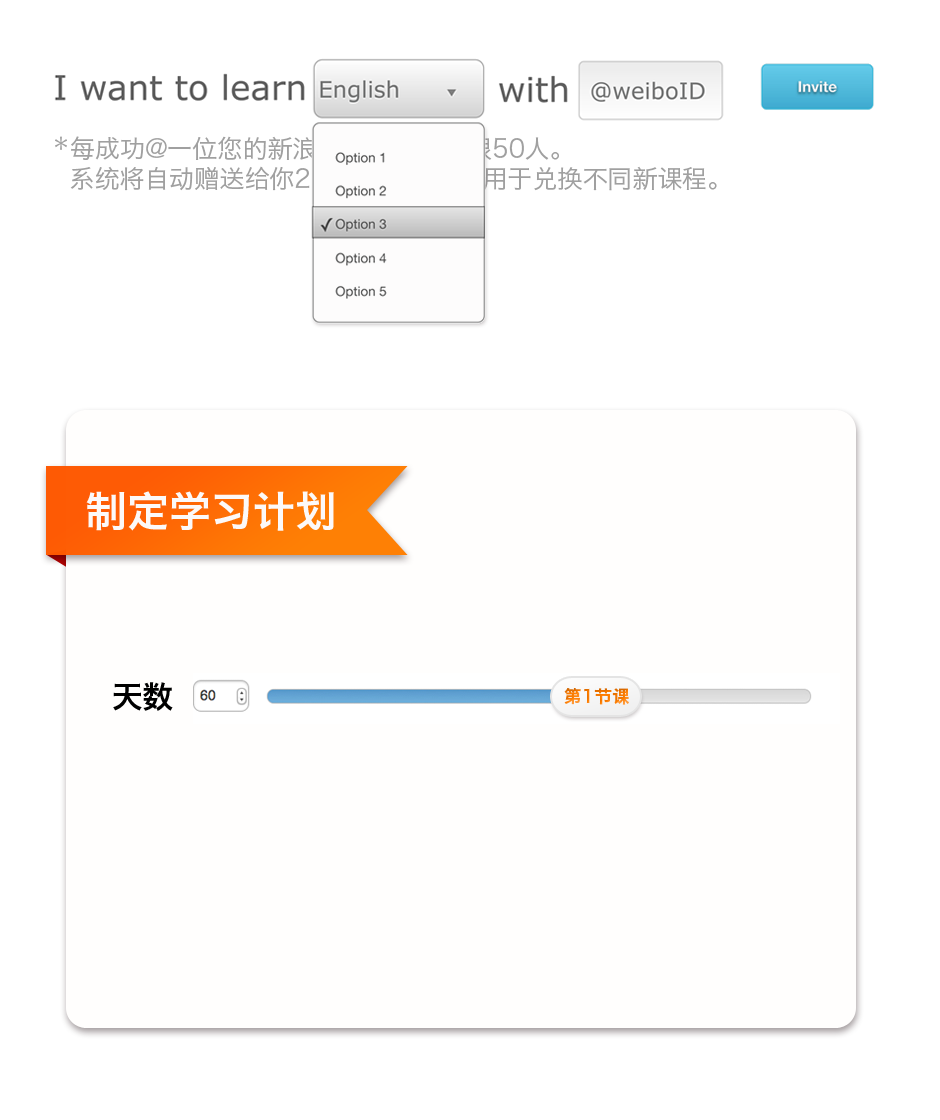 I want to learn English with @weiboID Invite
*每成功@一位您的新浪 50人。
系统将自动赠送给你2 用于兑换不同新课程。
Option 1
Option 2
✓ Option 3
Option 4
Option 5
制定学习计划
天数 60 第1节课